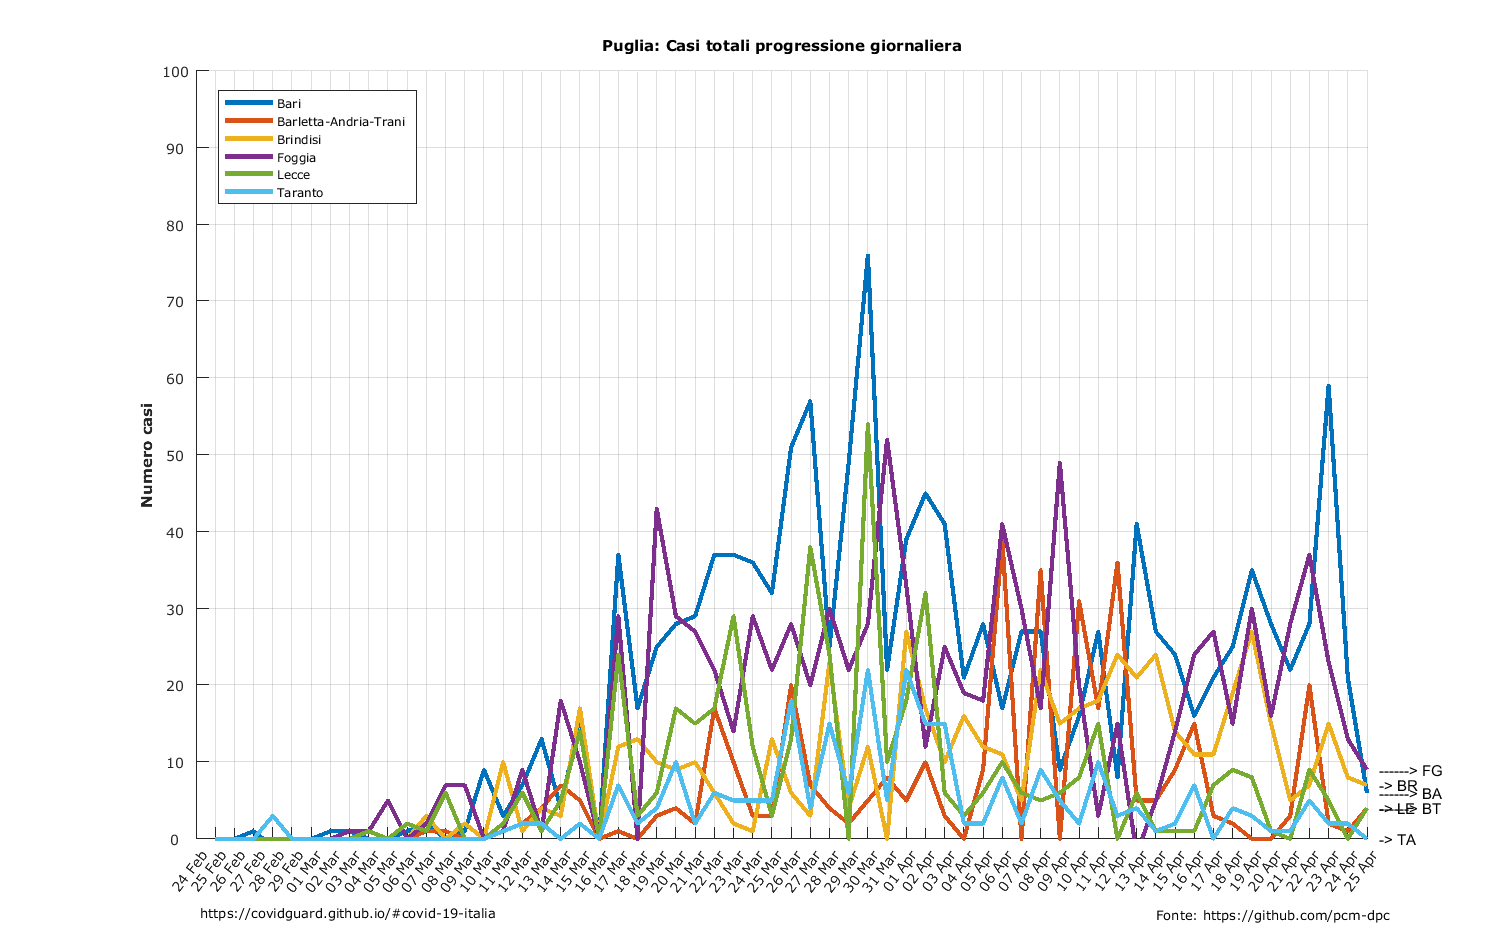 Puglia: Casi totali progressione giornaliera
100
90
80
70
60
50
40
30
20
10
0
Numero casi
Bari
Barletta-Andria-Trani
Brindisi
Foggia
Lecce
Taranto
------> FG
-> BR
------> BA
-> LE
------> BT
-> TA
24 Feb
25 Feb
26 Feb
27 Feb
28 Feb
29 Feb
01 Mar
02 Mar
03 Mar
04 Mar
05 Mar
06 Mar
07 Mar
08 Mar
09 Mar
10 Mar
11 Mar
12 Mar
13 Mar
14 Mar
15 Mar
16 Mar
17 Mar
18 Mar
19 Mar
20 Mar
21 Mar
22 Mar
23 Mar
24 Mar
25 Mar
26 Mar
27 Mar
28 Mar
29 Mar
30 Mar
31 Mar
01 Apr
02 Apr
03 Apr
04 Apr
05 Apr
06 Apr
07 Apr
08 Apr
09 Apr
10 Apr
11 Apr
12 Apr
13 Apr
14 Apr
15 Apr
16 Apr
17 Apr
18 Apr
19 Apr
20 Apr
21 Apr
22 Apr
23 Apr
24 Apr
25 Apr
https://covidguard.github.io/#covid-19-italia
Fonte: https://github.com/pcm-dpc